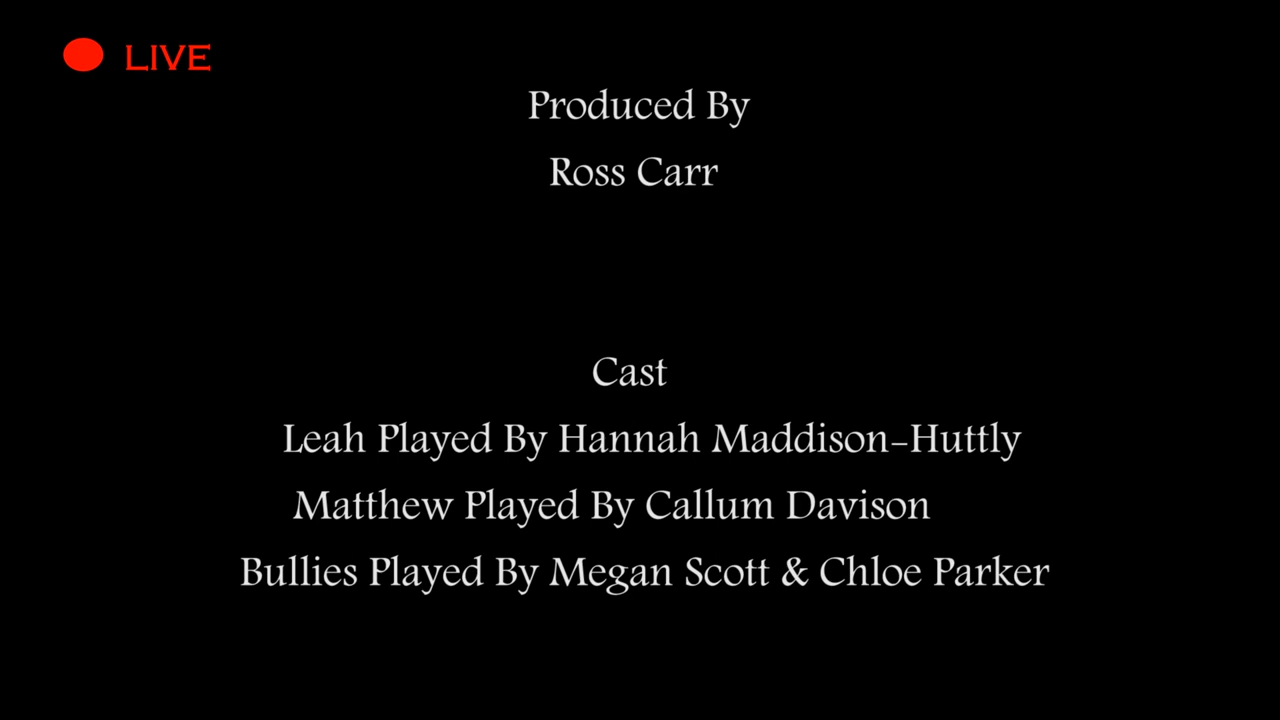 LIVE
Produced By
Ross Carr
Cast
Leah Played By Hannah Maddison-Huttly
Matthew Played By Callum Davison
Bullies Played By Megan Scott & Chloe Parker